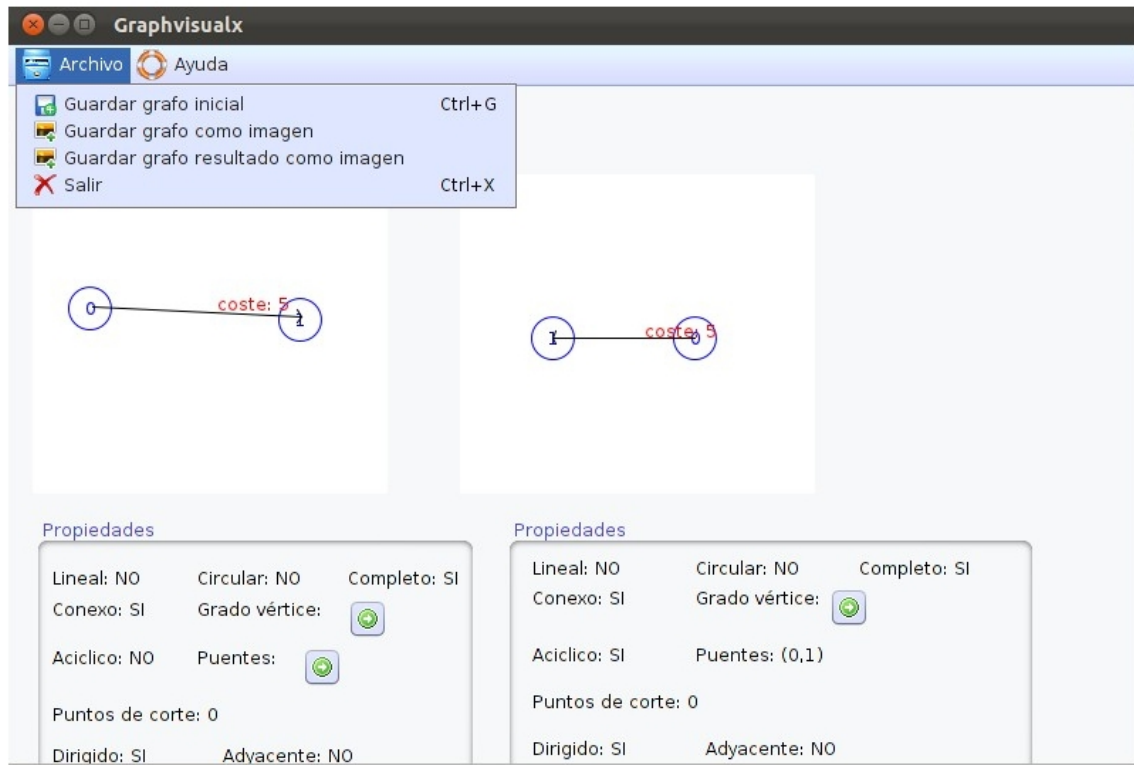 Graphvisualx
Archivo Ayuda
Guardar grafo inicial Ctrl+G
Guardar grafo como imagen
Guardar grafo resultado como imagen
Salir Ctrl+X
0 coste: 5 1
1 coste: 5 0
Propiedades
Lineal: NO Circular: NO Completo: SI
Conexo: SI Grado vértice:
Aciclico: NO Puentes:
Puntos de corte: 0
Dirigido: SI Adyacente: NO
Propiedades
Lineal: NO Circular: NO Completo: SI
Conexo: SI Grado vértice:
Aciclico: SI Puentes: (0,1)
Puntos de corte: 0
Dirigido: SI Adyacente: NO